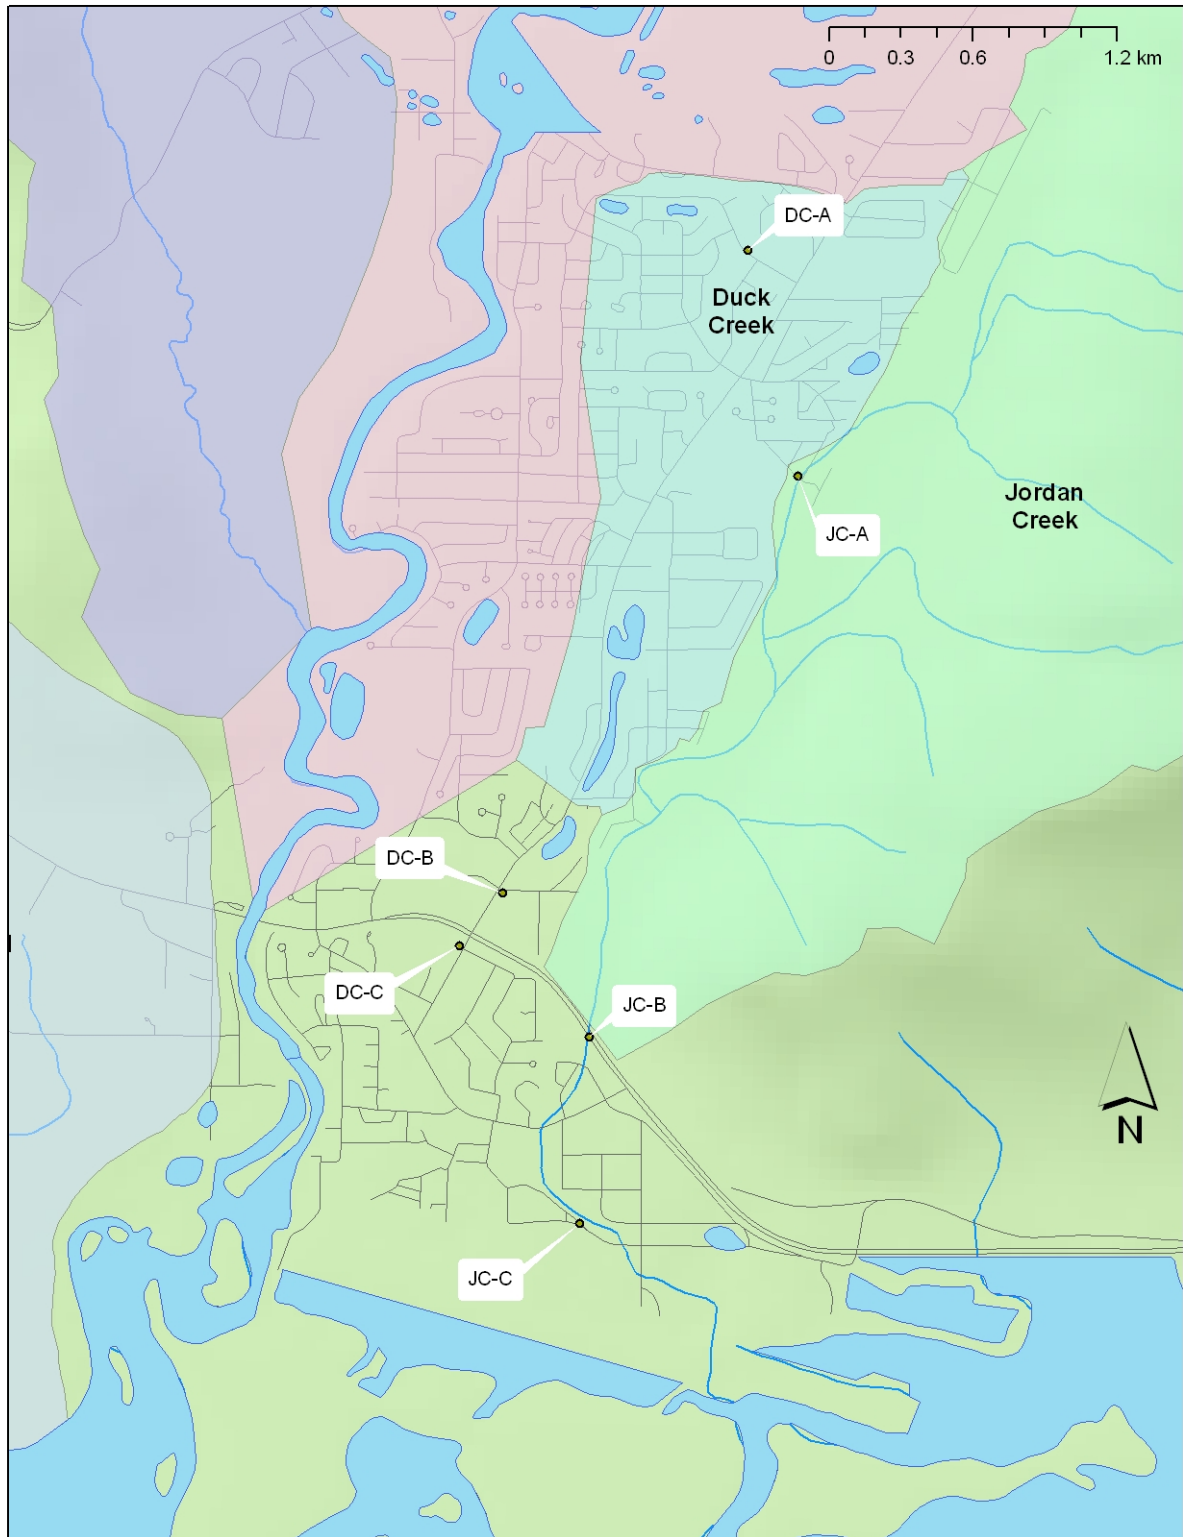 0 0.3 0.6 1.2 km
DC-A
Duck
Creek
Jordan
Creek
JC-A
DC-B
DC-C
JC-B
N
JC-C